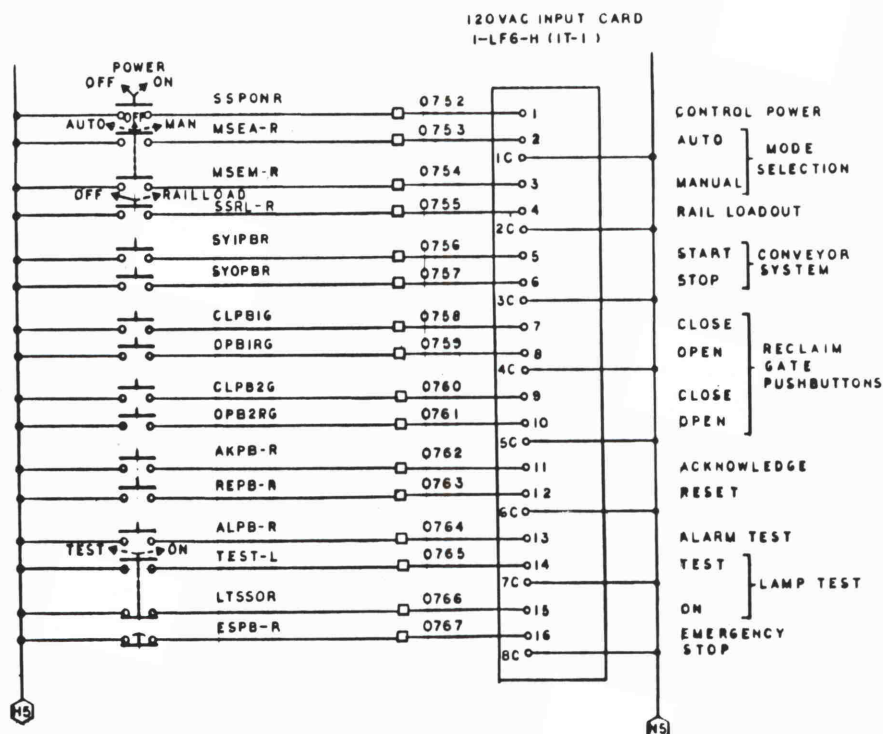 120VAC INPUT CARD
1-LF6-H (1T-1)
POWER
OFF ON
SSPONR 0752 1 CONTROL POWER
OFF
AUTO MAN MSEA-R 0753 2 AUTO
1C
MODE
SELECTION
MSEM-R 0754 3 MANUAL
OFF RAILLOAD
SSRL-R 0755 4 RAIL LOADOUT
2C
SYIPBR 0756 5 START
CONVEYOR
SYSTEM
SYOPBR 0757 6 STOP
3C
CLPB1G 0758 7 CLOSE
OPB1RG 0759 8 OPEN
4C
RECLAIM
GATE
PUSHBUTTONS
CLPB2G 0760 9 CLOSE
OPB2RG 0761 10 OPEN
5C
AKPB-R 0762 11 ACKNOWLEDGE
REPB-R 0763 12 RESET
6C
ALPB-R 0764 13 ALARM TEST
TEST ON
TEST-L 0765 14 TEST
7C
LAMP TEST
LTSSOR 0766 15 ON
ESPB-R 0767 16 EMERGENCY
STOP
8C
N5